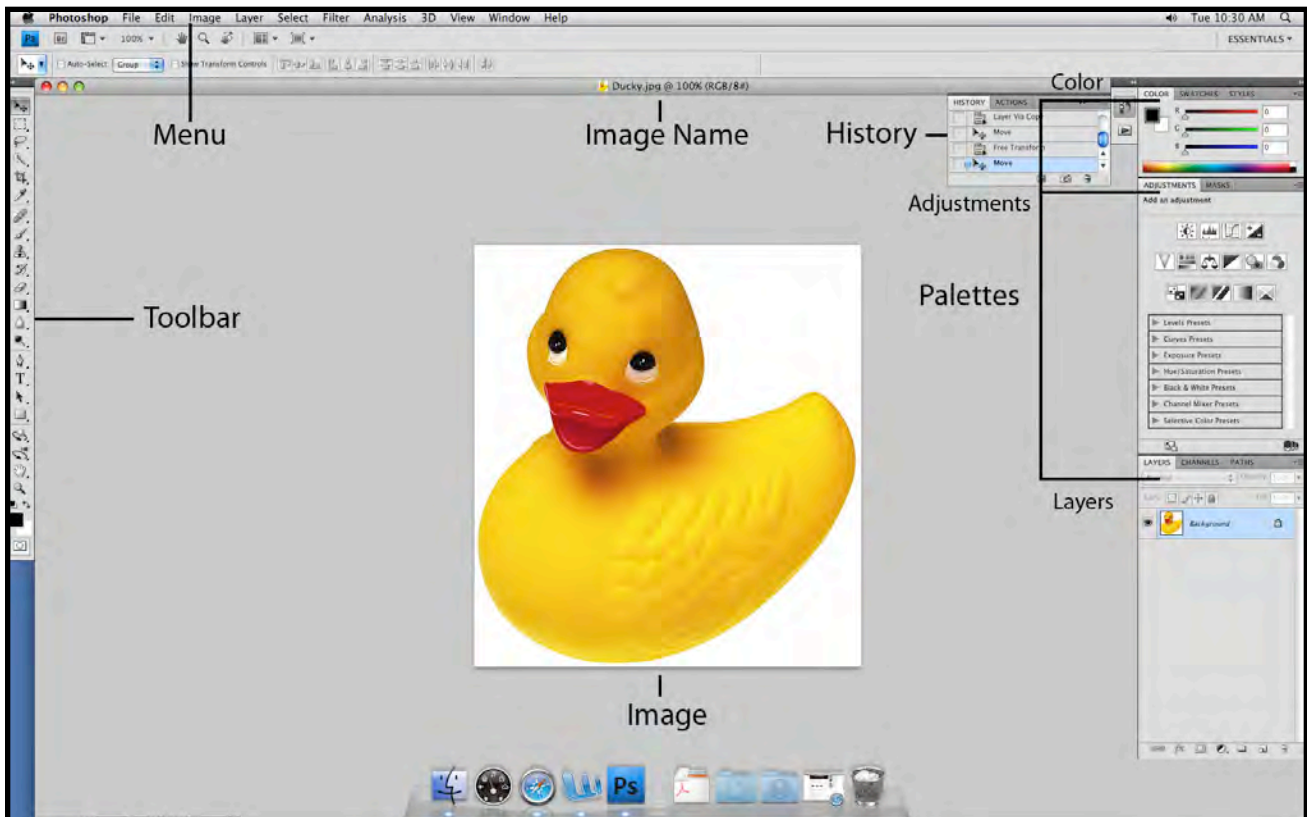 Photoshop File Edit Image Layer Select Filter Analysis 3D View Window Help Tue 10:30 AM
Ps Br 100% ESSENTIALS
Auto-Select: Group Show Transform Controls
Ducky.jpg @ 100% (RGB/8#)
Menu
Image Name
History
Color
HISTORY ACTIONS
Layer Via Copy
Move
Free Transform
Move
COLOR SWATCHES STYLES
R 0
G 0
B 0
Adjustments
ADJUSTMENTS MASKS
Add an adjustment
Palettes
Toolbar
T
Levels Presets
Curves Presets
Exposure Presets
Hue/Saturation Presets
Black & White Presets
Channel Mixer Presets
Selective Color Presets
Layers
LAYERS CHANNELS PATHS
Background
fx
Image
Ps